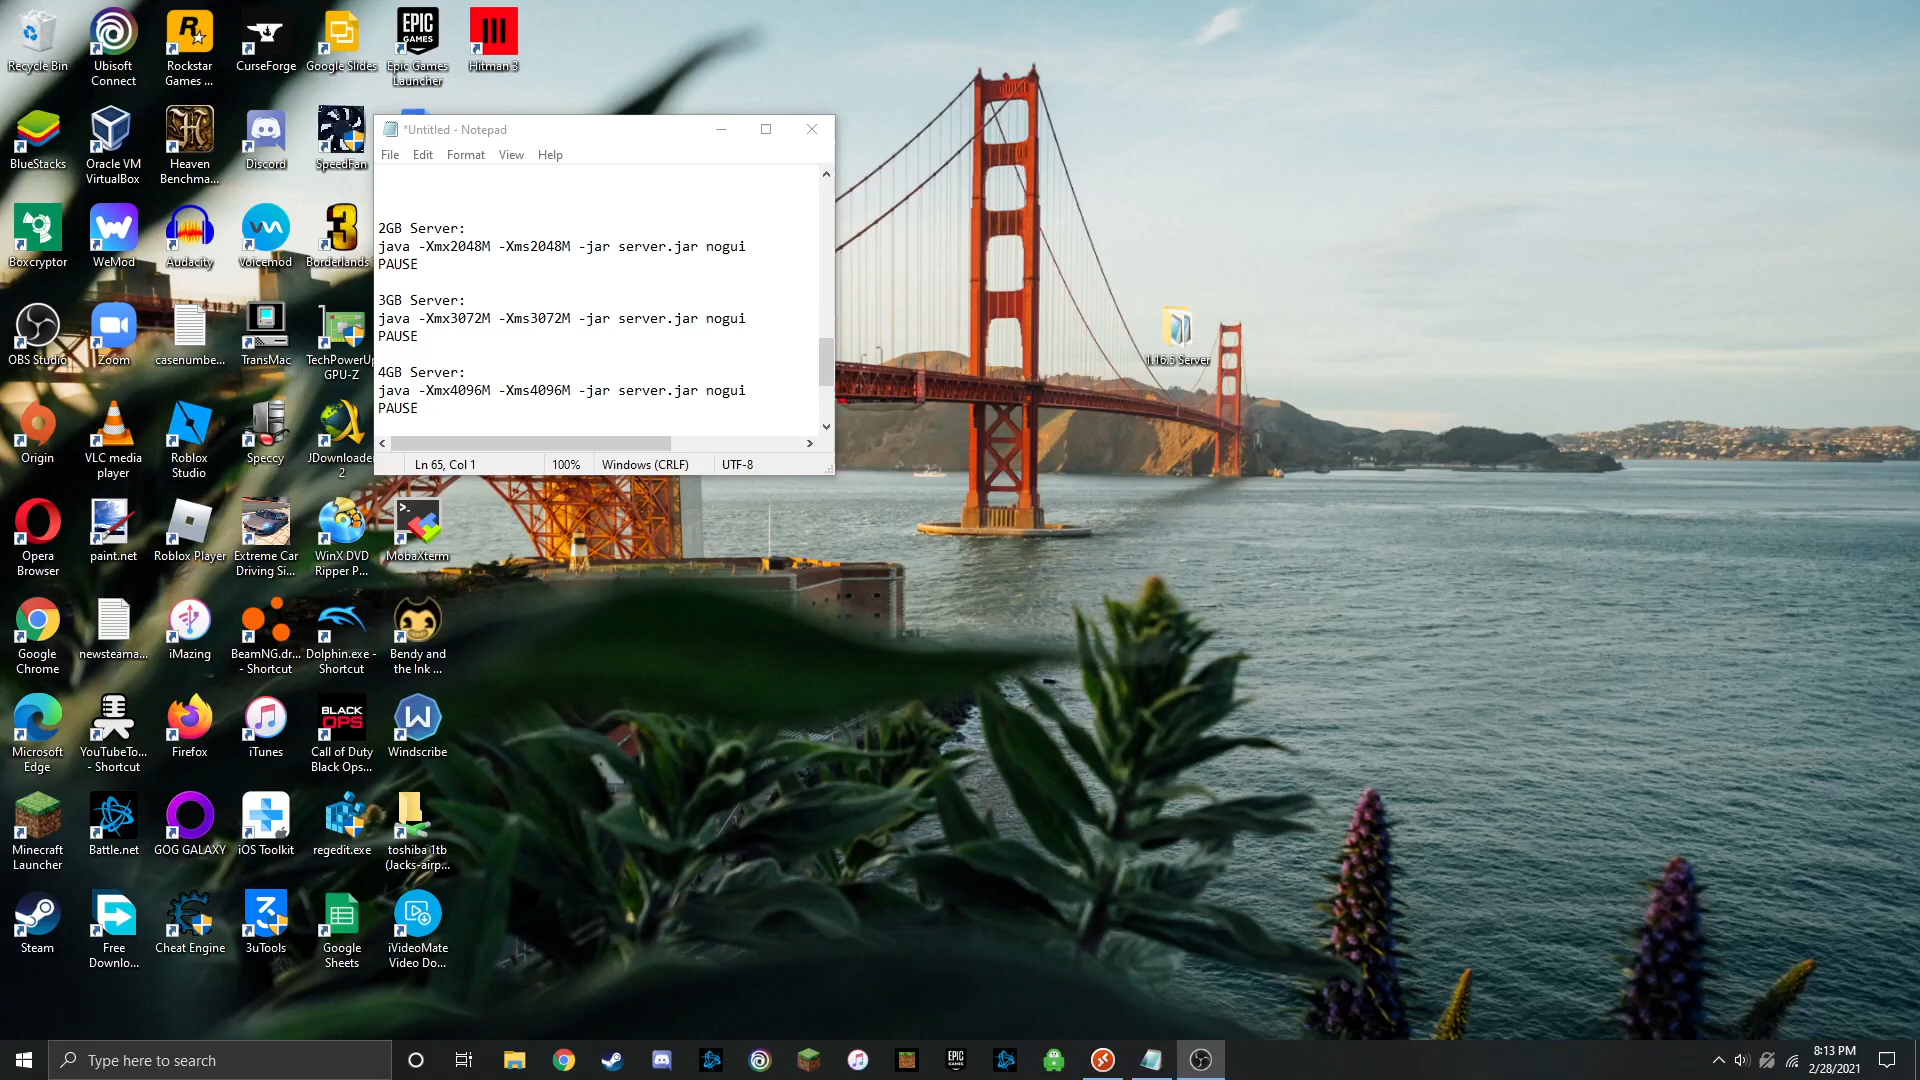 Recycle Bin
Ubisoft
Connect
Rockstar
Games ...
CurseForge
Google Slides
EPIC
GAMES
Epic Games
Launcher
Hitman 3
BlueStacks
Oracle VM
VirtualBox
Heaven
Benchma...
Discord
SpeedFan
Boxcryptor
WeMod
Audacity
Voicemod
3
Borderlands
OBS Studio
Zoom
casenumbe...
TransMac
TechPowerUp
GPU-Z
Origin
VLC media
player
Roblox
Studio
Speccy
JDownloader
2
Opera
Browser
paint.net
Roblox Player
Extreme Car
Driving Si...
WinX DVD
Ripper P...
MobaXterm
Google
Chrome
newsteama...
iMazing
BeamNG.dr...
- Shortcut
Dolphin.exe -
Shortcut
Bendy and
the Ink ...
Microsoft
Edge
YouTubeTo...
- Shortcut
Firefox
iTunes
BLACK
OPS
Call of Duty
Black Ops...
Windscribe
Minecraft
Launcher
Battle.net
GOG GALAXY
iOS Toolkit
regedit.exe
toshiba 1tb
(Jacks-airp...
Steam
Free
Downlo...
Cheat Engine
3uTools
Google
Sheets
iVideoMate
Video Do...
*Untitled - Notepad
File Edit Format View Help
2GB Server:
java -Xmx2048M -Xms2048M -jar server.jar nogui
PAUSE
3GB Server:
java -Xmx3072M -Xms3072M -jar server.jar nogui
PAUSE
4GB Server:
java -Xmx4096M -Xms4096M -jar server.jar nogui
PAUSE
Ln 65, Col 1 100% Windows (CRLF) UTF-8
1.16.5 Server
Type here to search
EPIC
GAMES
8:13 PM
2/28/2021